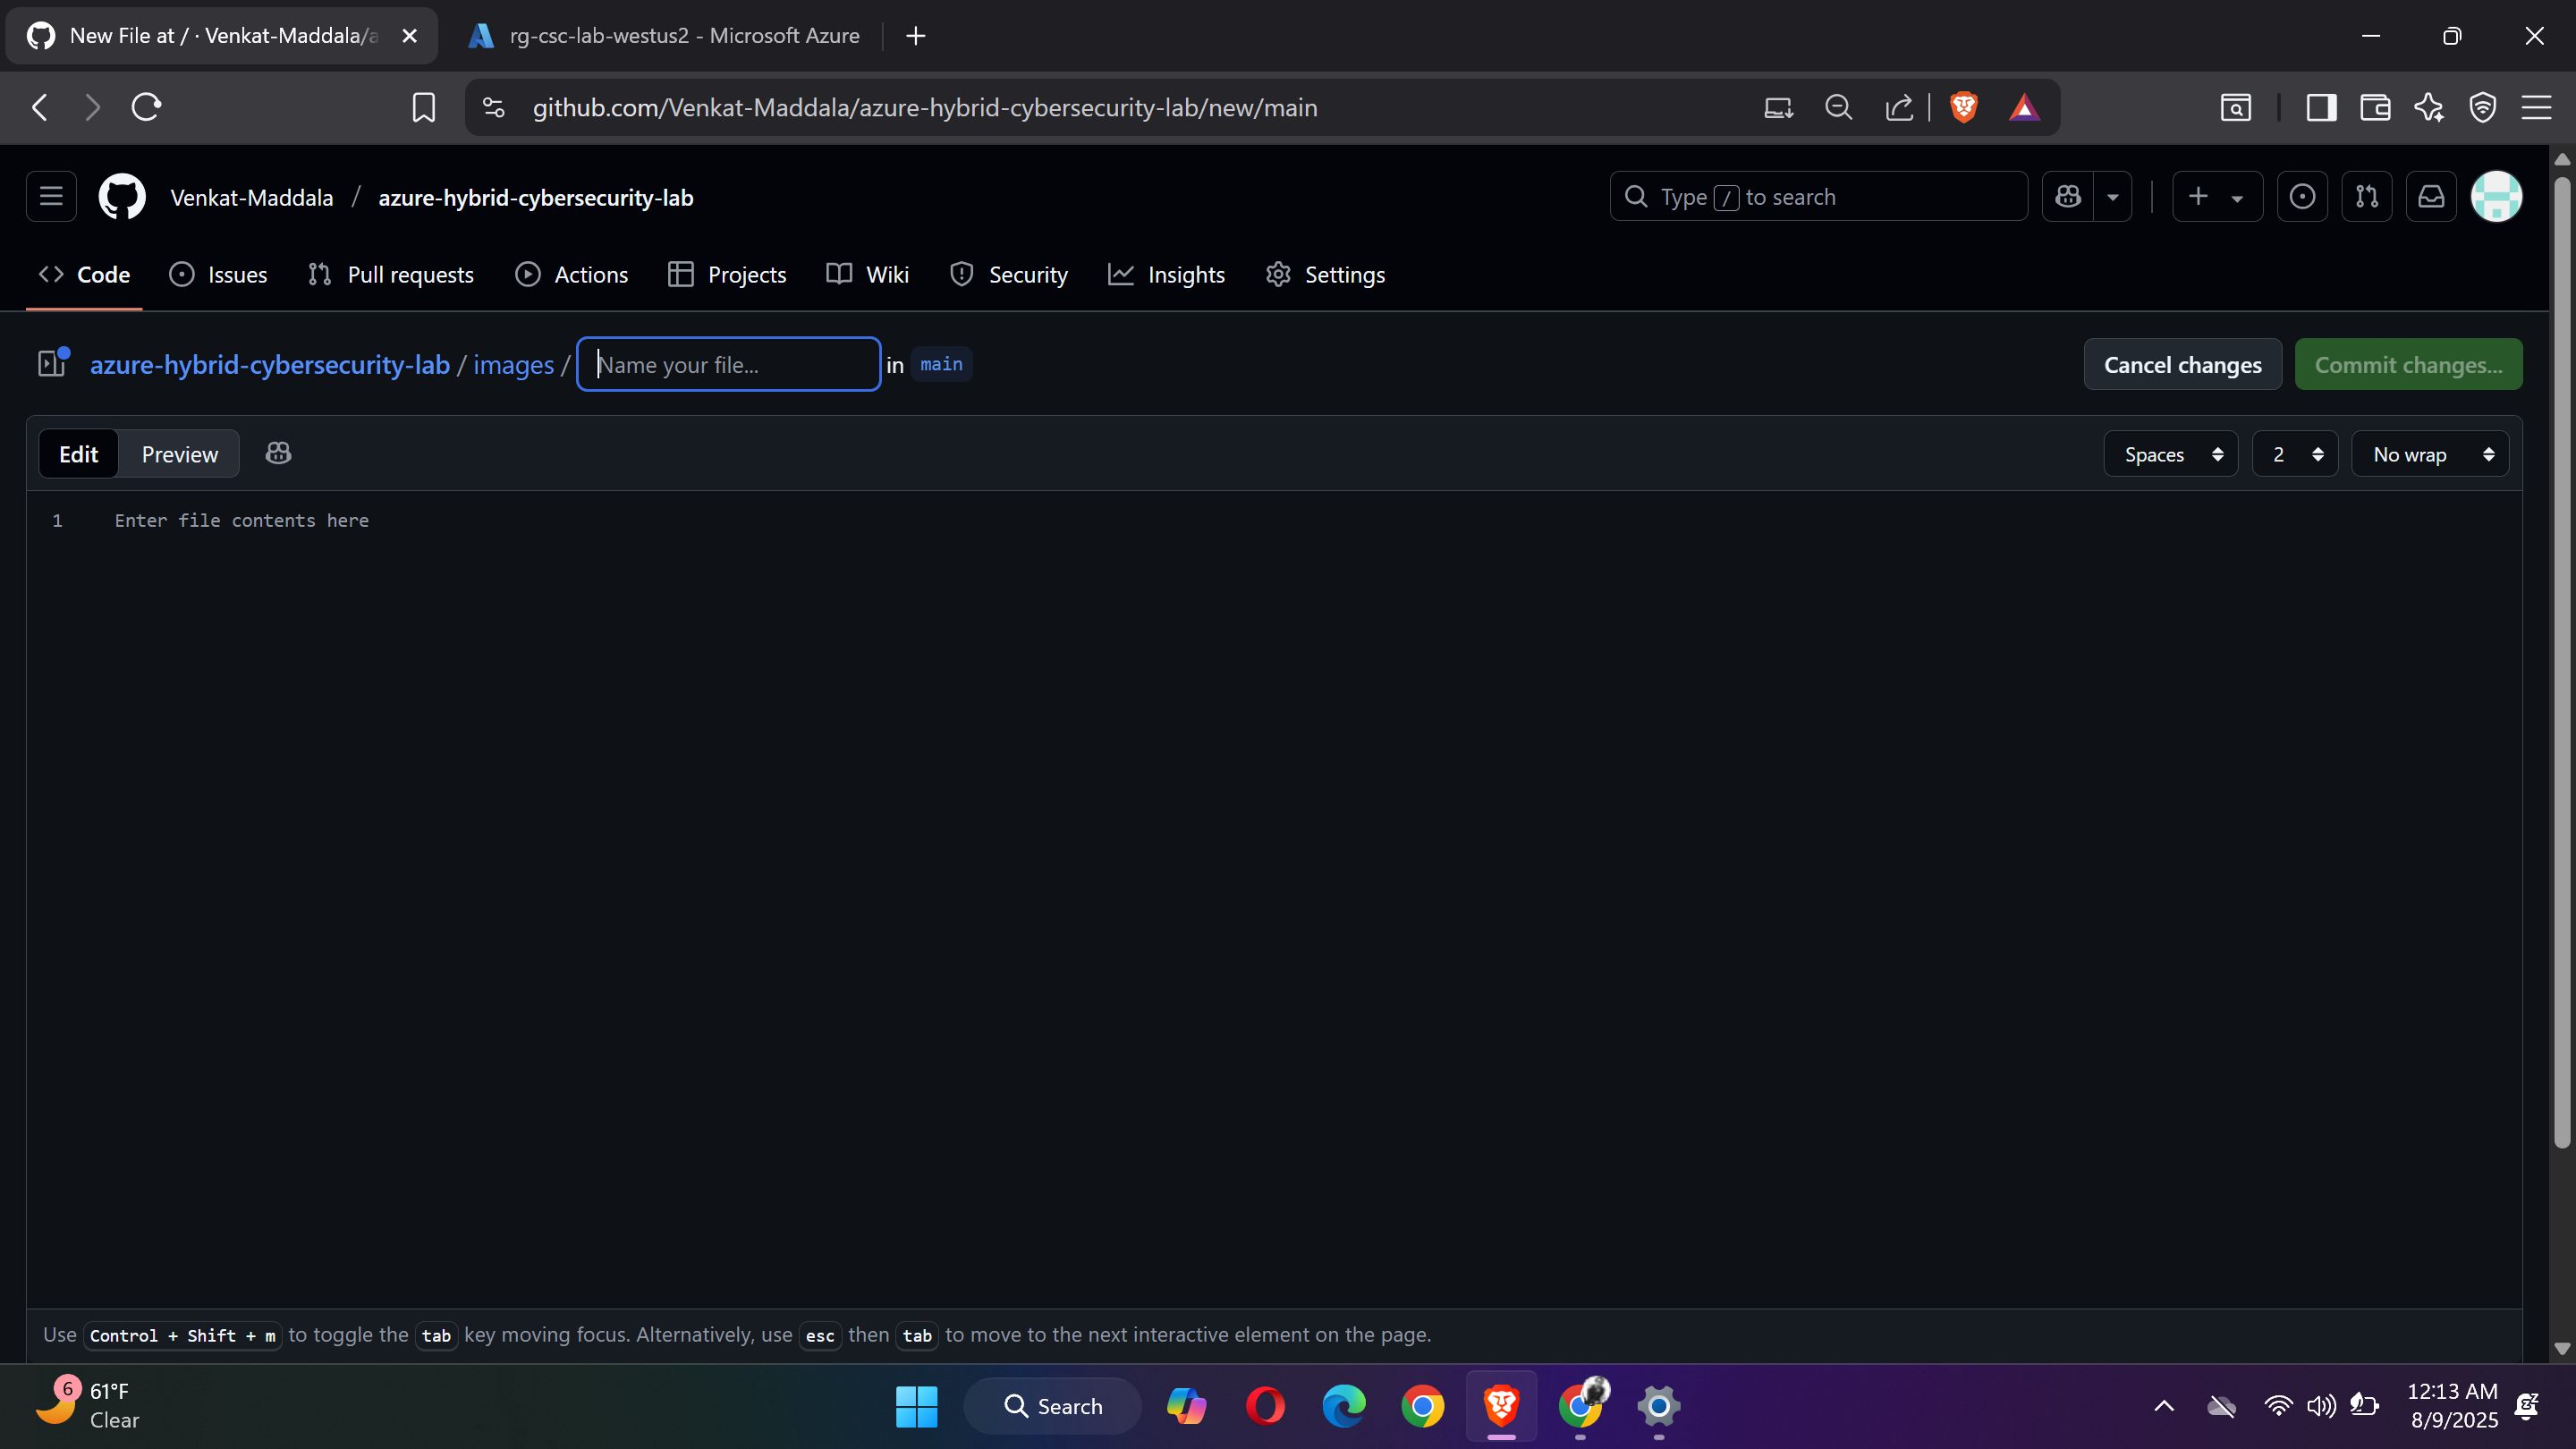 New File at / · Venkat-Maddala/a
rg-csc-lab-westus2 - Microsoft Azure
github.com/Venkat-Maddala/azure-hybrid-cybersecurity-lab/new/main
Venkat-Maddala / azure-hybrid-cybersecurity-lab
Type / to search
Code
Issues
Pull requests
Actions
Projects
Wiki
Security
Insights
Settings
azure-hybrid-cybersecurity-lab / images / Name your file... in main
Cancel changes
Commit changes...
Edit
Preview
Spaces
2
No wrap
1 Enter file contents here
Use Control + Shift + m to toggle the tab key moving focus. Alternatively, use esc then tab to move to the next interactive element on the page.
6
61°F
Clear
Search
12:13 AM
8/9/2025